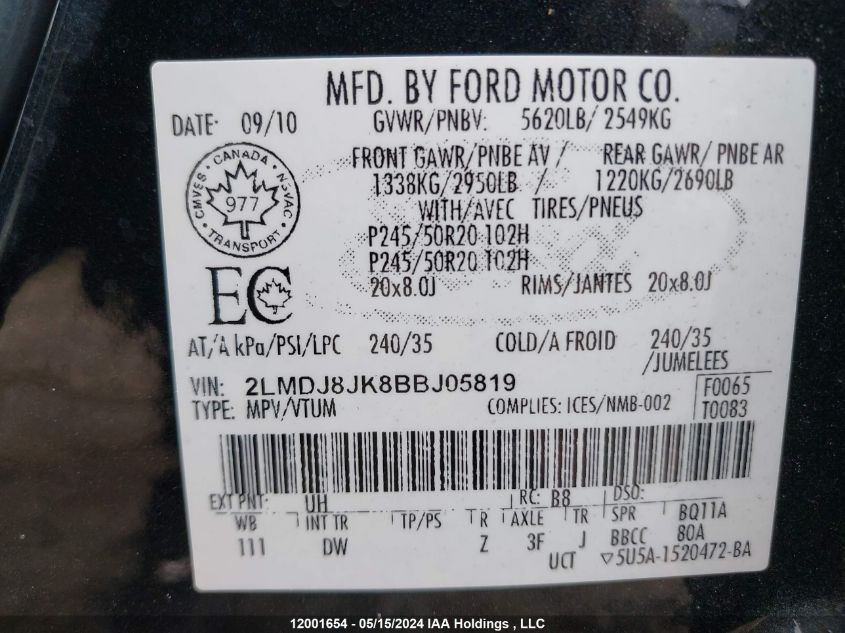 MFD. BY FORD MOTOR CO.
DATE: 09/10 GVWR/PNBV: 5620LB/ 2549KG
FRONT GAWR/PNBE AV / REAR GAWR/ PNBE AR
1338KG/2950LB / 1220KG/2690LB
WITH/AVEC TIRES/PNEUS
CANADA
CMVSS NSVAC
977
TRANSPORT
P245/50R20 102H
P245/50R20 102H
20x8.0J RIMS/JANTES 20x8.0J
EC
AT/A kPa/PSI/LPC 240/35 COLD/A FROID 240/35
/JUMELEES
VIN: 2LMDJ8JK8BBJ05819 F0065
TYPE: MPV/VTUM COMPLIES: ICES/NMB-002 T0083
EXT PNT: UH RC: B8 DSO:
WB INT TR TP/PS R AXLE TR SPR BQ11A
111 DW Z 3F J BBCC 80A
UCT ▽5U5A-1520472-BA
12001654 - 05/15/2024 IAA Holdings , LLC